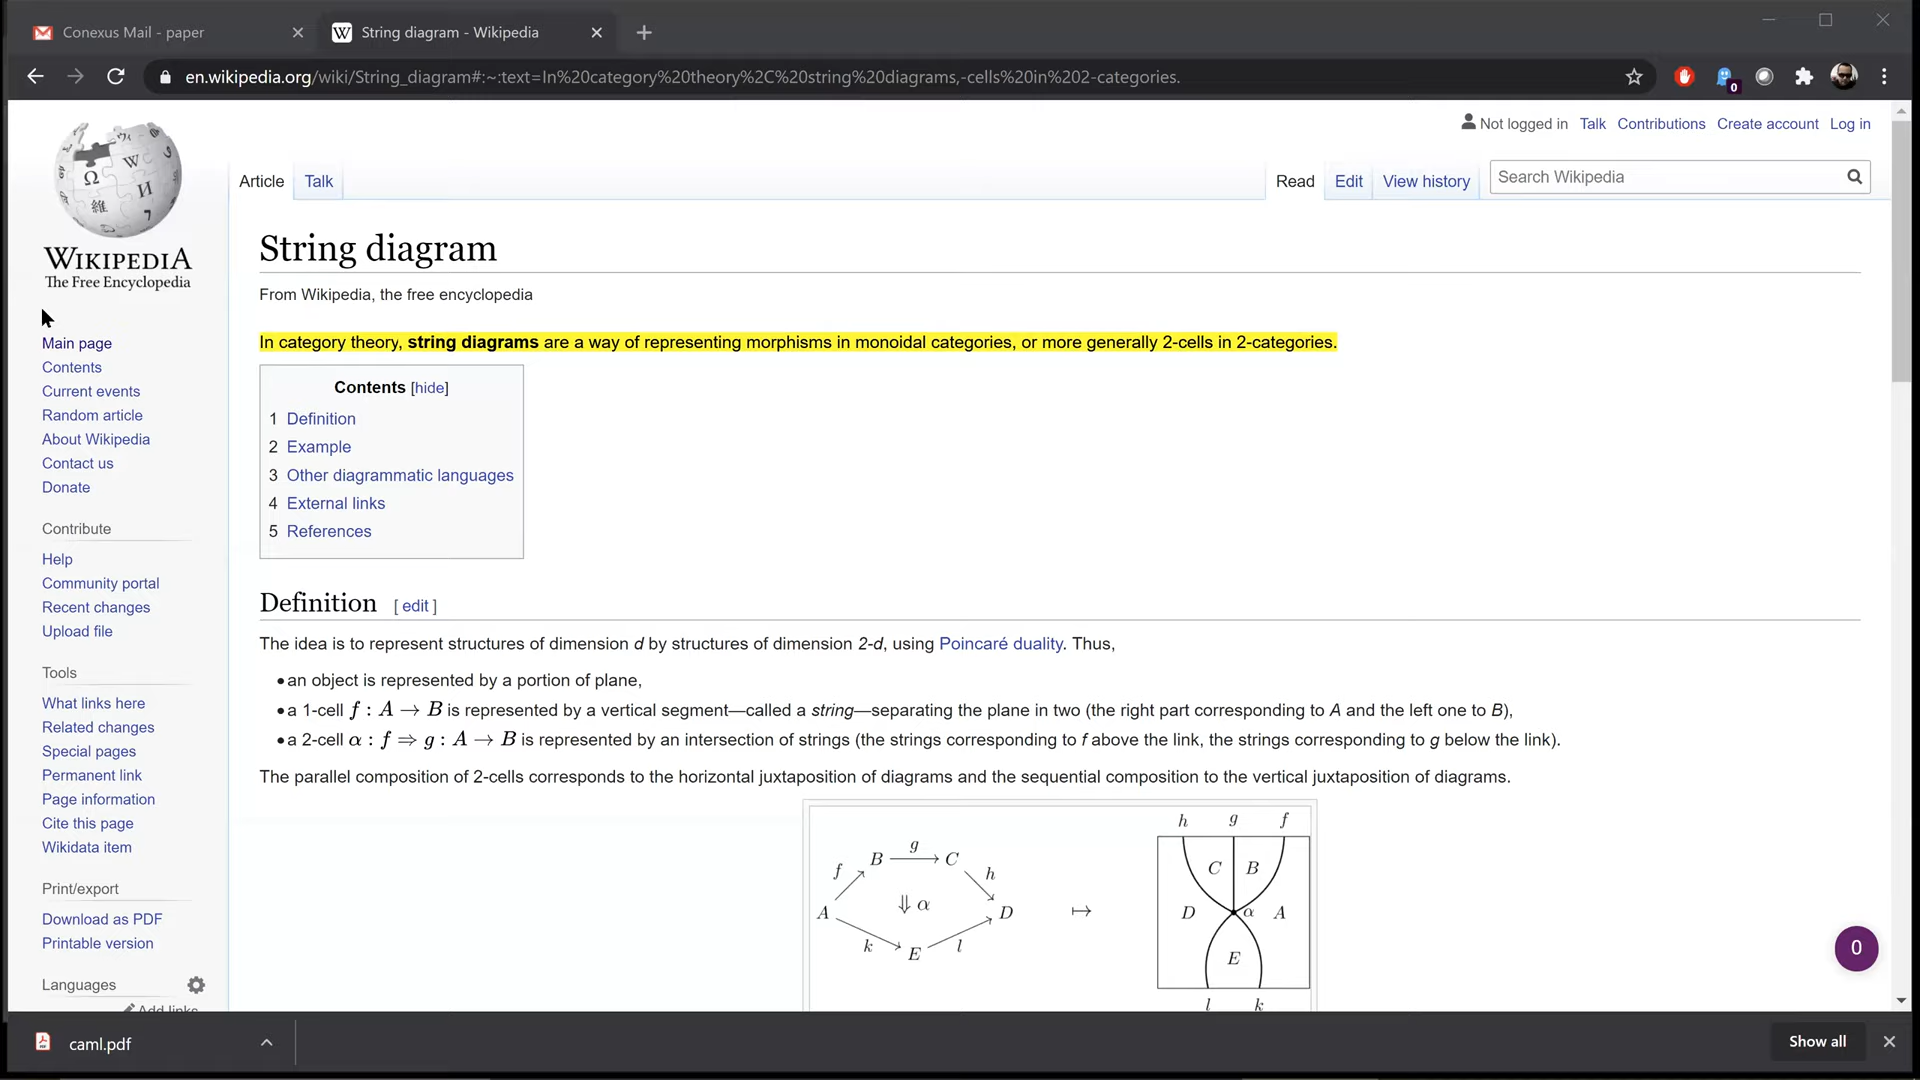 Conexus Mail - paper
String diagram - Wikipedia
en.wikipedia.org/wiki/String_diagram#:~:text=In%20category%20theory%2C%20string%20diagrams,-cells%20in%202-categories.
0
Not logged in Talk Contributions Create account Log in
Article Talk
Read Edit View history
Search Wikipedia
WIKIPEDIA
The Free Encyclopedia
Main page
Contents
Current events
Random article
About Wikipedia
Contact us
Donate
Contribute
Help
Community portal
Recent changes
Upload file
Tools
What links here
Related changes
Special pages
Permanent link
Page information
Cite this page
Wikidata item
Print/export
Download as PDF
Printable version
Languages
Add links
String diagram
From Wikipedia, the free encyclopedia
In category theory, string diagrams are a way of representing morphisms in monoidal categories, or more generally 2-cells in 2-categories.
Contents [hide]
1 Definition
2 Example
3 Other diagrammatic languages
4 External links
5 References
Definition [ edit ]
The idea is to represent structures of dimension d by structures of dimension 2-d, using Poincaré duality. Thus,
• an object is represented by a portion of plane,
• a 1-cell f : A → B is represented by a vertical segment—called a string—separating the plane in two (the right part corresponding to A and the left one to B),
• a 2-cell α : f ⇒ g : A → B is represented by an intersection of strings (the strings corresponding to f above the link, the strings corresponding to g below the link).
The parallel composition of 2-cells corresponds to the horizontal juxtaposition of diagrams and the sequential composition to the vertical juxtaposition of diagrams.
f B g C h
⇓ α
A D
k E l
↦
h g f
C B
D α A
E
l k
0
caml.pdf
Show all